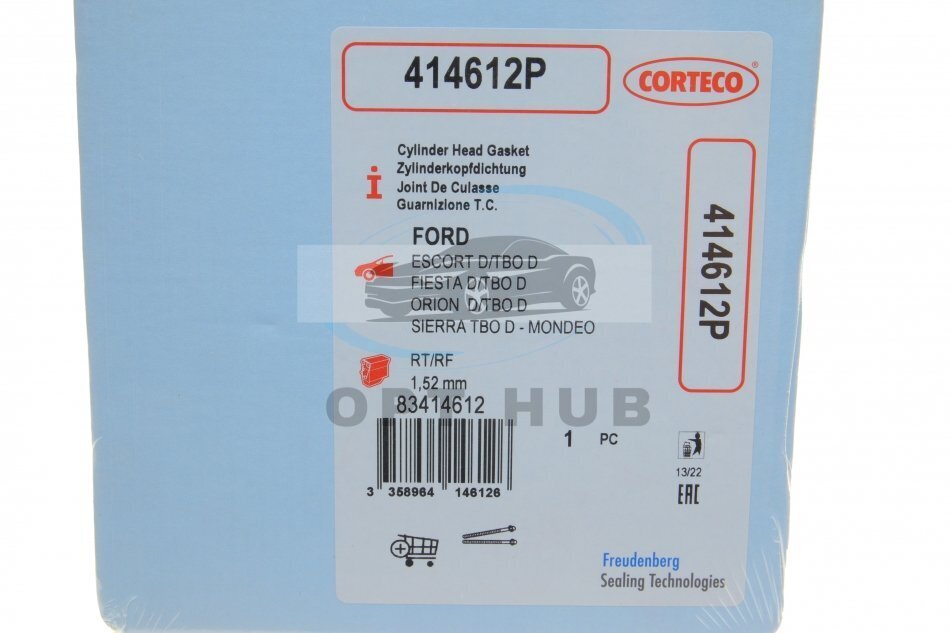 414612P
CORTECO®
Cylinder Head Gasket
Zylinderkopfdichtung
Joint De Culasse
Guarnizione T.C.
414612P
FORD
ESCORT D/TBO D
FIESTA D/TBO D
ORION D/TBO D
SIERRA TBO D - MONDEO
RT/RF
1,52 mm
OPT HUB
83414612
1 PC
3 358964 146126
13/22
EAC
Freudenberg
Sealing Technologies